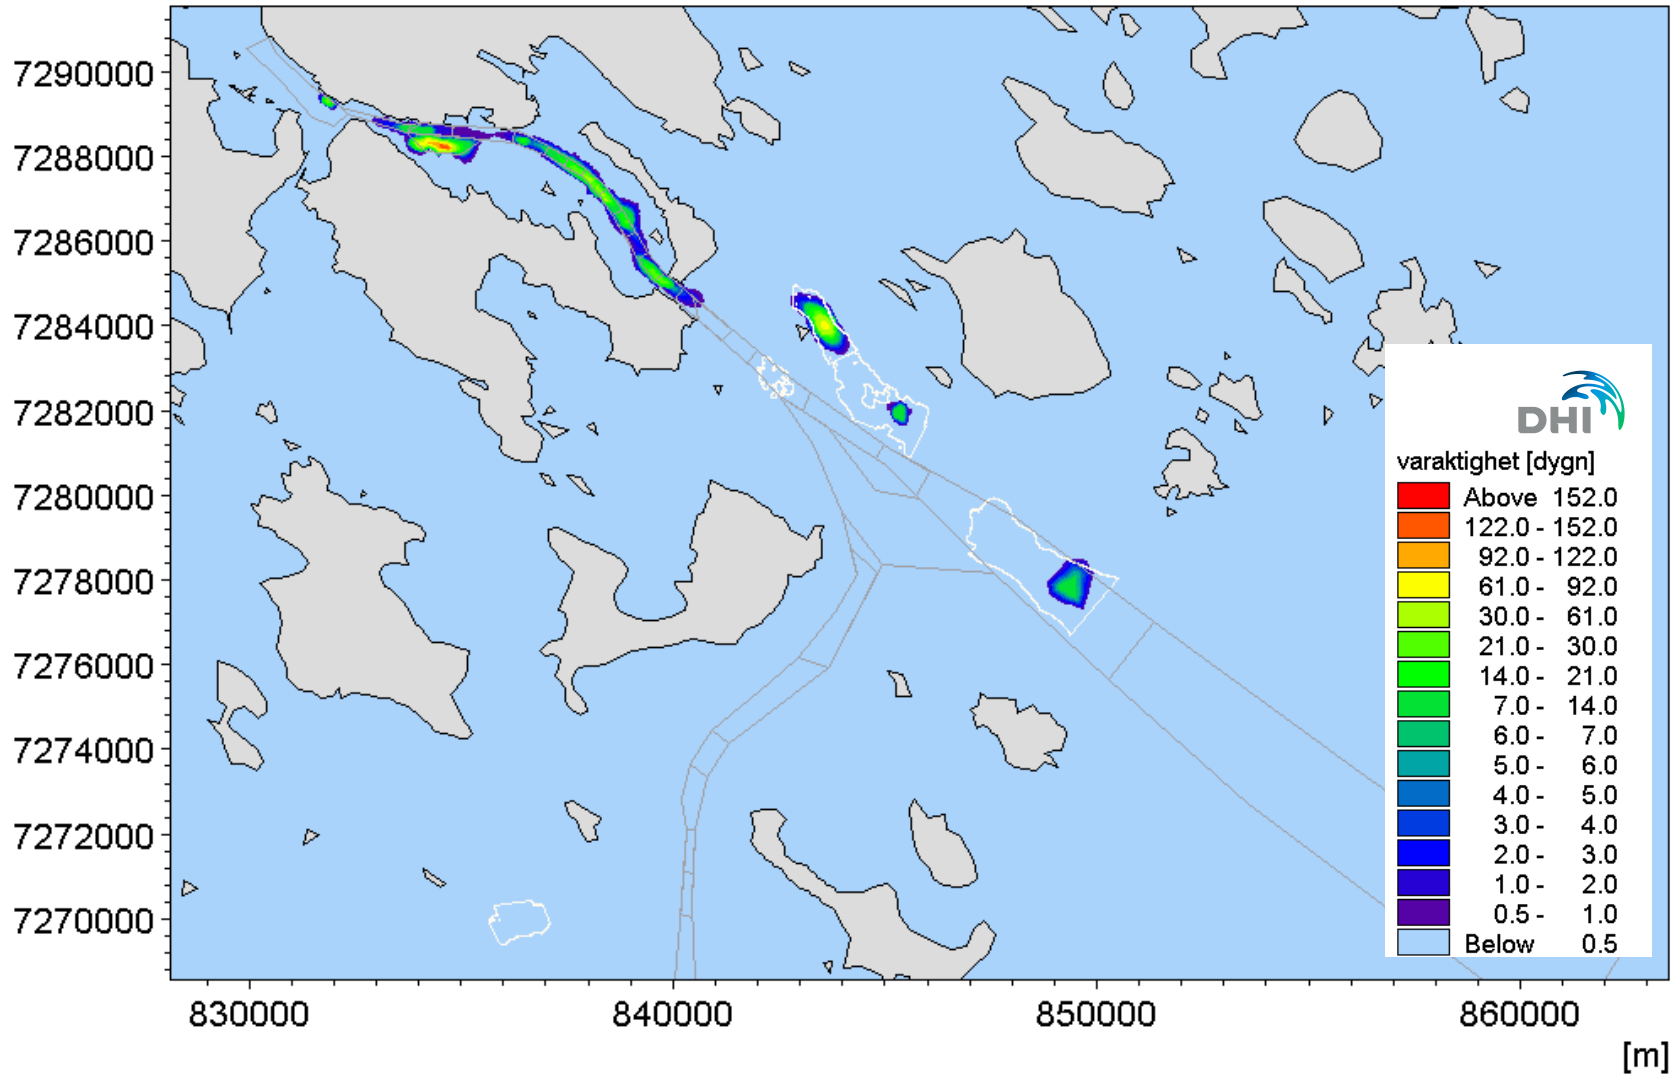 7290000
7288000
7286000
7284000
7282000
7280000
7278000
7276000
7274000
7272000
7270000
830000 840000 850000 860000
[m]
DHI
varaktighet [dygn]
Above 152.0
122.0 - 152.0
92.0 - 122.0
61.0 - 92.0
30.0 - 61.0
21.0 - 30.0
14.0 - 21.0
7.0 - 14.0
6.0 - 7.0
5.0 - 6.0
4.0 - 5.0
3.0 - 4.0
2.0 - 3.0
1.0 - 2.0
0.5 - 1.0
Below 0.5